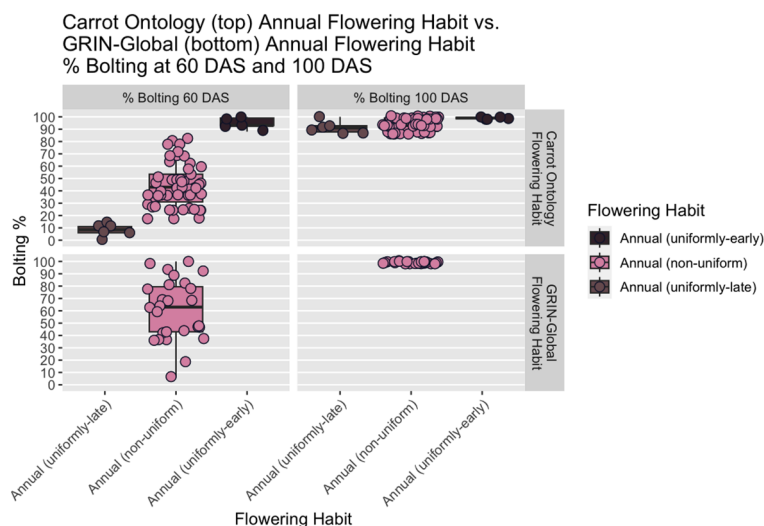 Carrot Ontology (top) Annual Flowering Habit vs.
GRIN-Global (bottom) Annual Flowering Habit
% Bolting at 60 DAS and 100 DAS
% Bolting 60 DAS
% Bolting 100 DAS
100
90
80
70
60
50
40
30
20
10
0
Carrot Ontology
Flowering Habit
100
90
80
70
60
50
40
30
20
10
0
GRIN-Global
Flowering Habit
Bolting %
Annual (uniformly-late)
Annual (non-uniform)
Annual (uniformly-early)
Annual (uniformly-late)
Annual (non-uniform)
Annual (uniformly-early)
Flowering Habit
Flowering Habit
Annual (uniformly-early)
Annual (non-uniform)
Annual (uniformly-late)